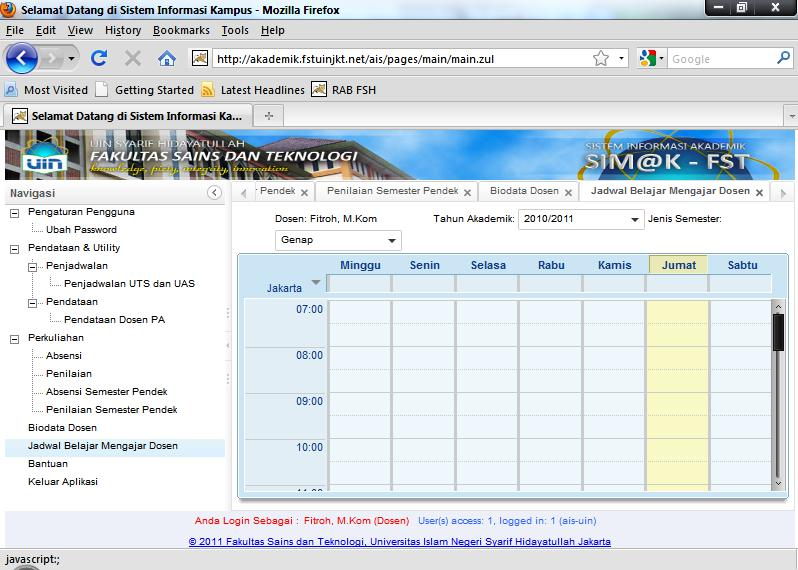 Selamat Datang di Sistem Informasi Kampus - Mozilla Firefox
File Edit View History Bookmarks Tools Help
http://akademik.fstuinjkt.net/ais/pages/main/main.zul
Google
Most Visited Getting Started Latest Headlines RAB FSH
Selamat Datang di Sistem Informasi Ka...
uin
UIN SYARIF HIDAYATULLAH
FAKULTAS SAINS DAN TEKNOLOGI
knowledge, piety, integrity, innovation
SISTEM INFORMASI AKADEMIK
SIM@K - FST
Navigasi
Pengaturan Pengguna
Ubah Password
Pendataan & Utility
Penjadwalan
Penjadwalan UTS dan UAS
Pendataan
Pendataan Dosen PA
Perkuliahan
Absensi
Penilaian
Absensi Semester Pendek
Penilaian Semester Pendek
Biodata Dosen
Jadwal Belajar Mengajar Dosen
Bantuan
Keluar Aplikasi
Pendek Penilaian Semester Pendek Biodata Dosen Jadwal Belajar Mengajar Dosen
Dosen: Fitroh, M.Kom Tahun Akademik: 2010/2011 Jenis Semester:
Genap
Minggu Senin Selasa Rabu Kamis Jumat Sabtu
Jakarta
07:00
08:00
09:00
10:00
11:00
Anda Login Sebagai : Fitroh, M.Kom (Dosen) User(s) access: 1, logged in: 1 (ais-uin)
© 2011 Fakultas Sains dan Teknologi, Universitas Islam Negeri Syarif Hidayatullah Jakarta
javascript:;